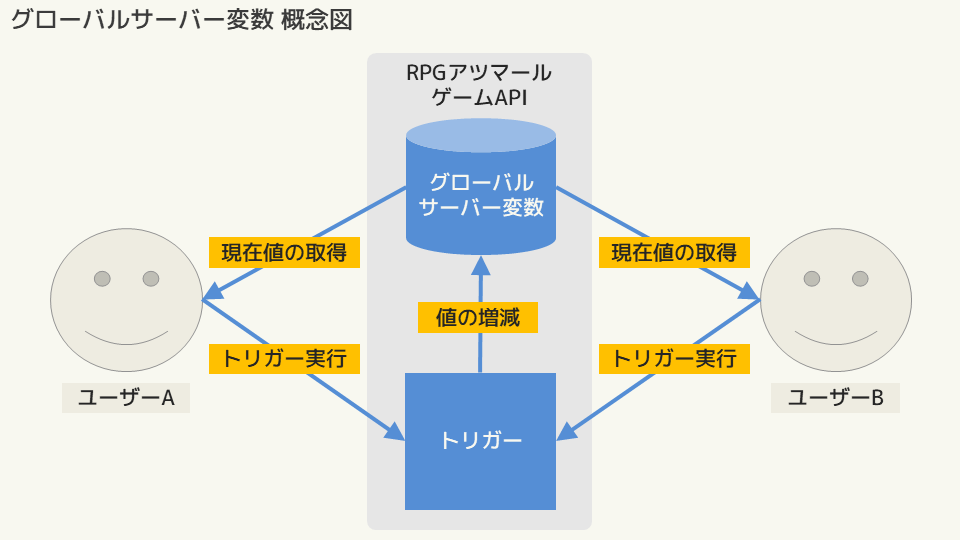 グローバルサーバー変数 概念図
RPGアツマール
ゲームAPI
グローバル
サーバー変数
現在値の取得
現在値の取得
値の増減
トリガー実行
トリガー実行
ユーザーA
ユーザーB
トリガー